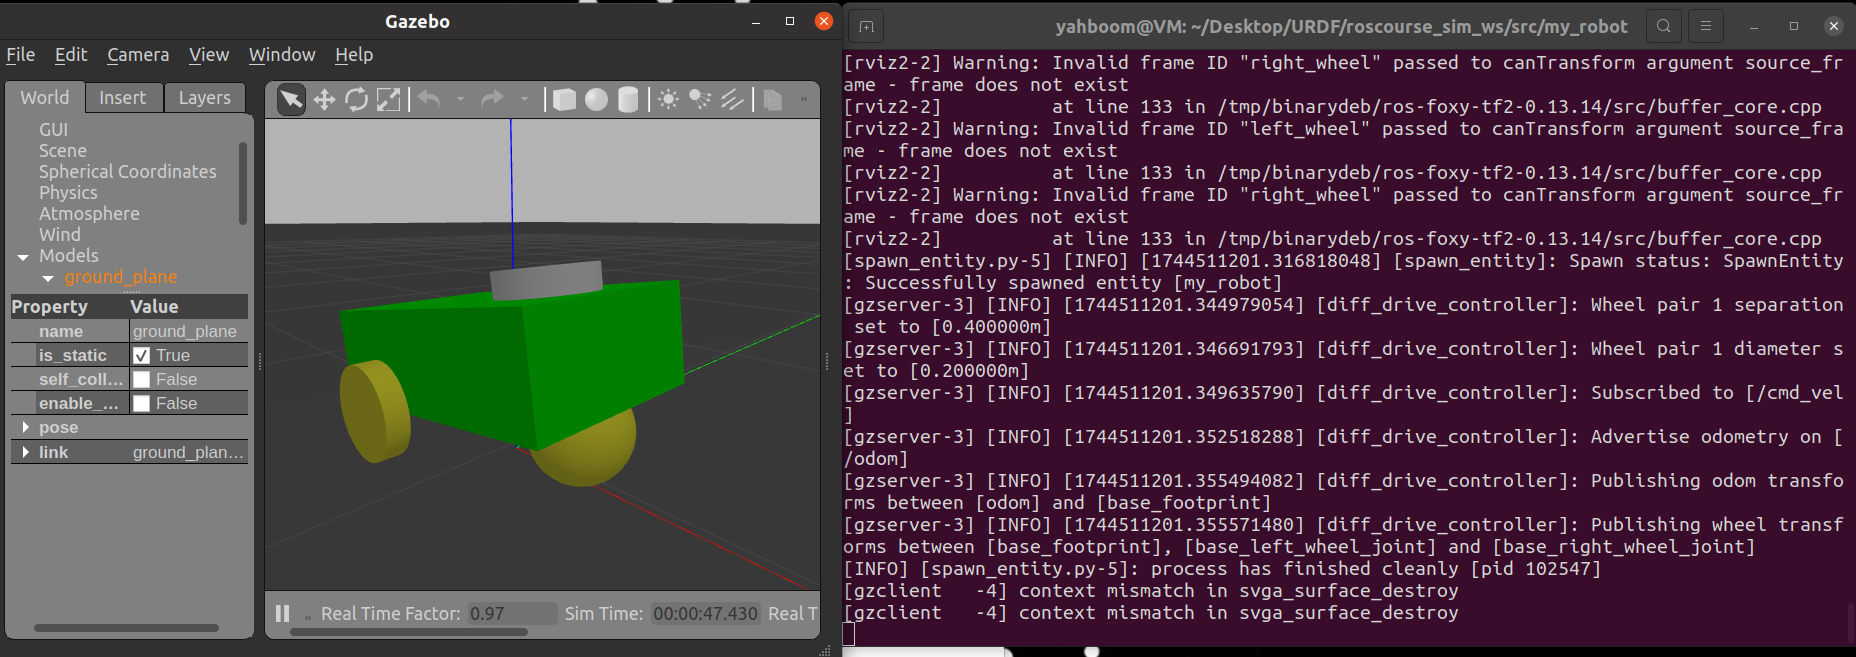 Gazebo
File Edit Camera View Window Help
World Insert Layers
GUI
Scene
Spherical Coordinates
Physics
Atmosphere
Wind
Models
ground_plane
Property Value
name ground_plane
is_static True
self_coll... False
enable_... False
pose
link ground_plan...
»
» Real Time Factor: 0.97 Sim Time: 00:00:47.430 Real T
yahboom@VM: ~/Desktop/URDF/roscourse_sim_ws/src/my_robot
[rviz2-2] Warning: Invalid frame ID "right_wheel" passed to canTransform argument source_fr
ame - frame does not exist
[rviz2-2]          at line 133 in /tmp/binarydeb/ros-foxy-tf2-0.13.14/src/buffer_core.cpp
[rviz2-2] Warning: Invalid frame ID "left_wheel" passed to canTransform argument source_fra
me - frame does not exist
[rviz2-2]          at line 133 in /tmp/binarydeb/ros-foxy-tf2-0.13.14/src/buffer_core.cpp
[rviz2-2] Warning: Invalid frame ID "right_wheel" passed to canTransform argument source_fr
ame - frame does not exist
[rviz2-2]          at line 133 in /tmp/binarydeb/ros-foxy-tf2-0.13.14/src/buffer_core.cpp
[spawn_entity.py-5] [INFO] [1744511201.316818048] [spawn_entity]: Spawn status: SpawnEntity
: Successfully spawned entity [my_robot]
[gzserver-3] [INFO] [1744511201.344979054] [diff_drive_controller]: Wheel pair 1 separation
 set to [0.400000m]
[gzserver-3] [INFO] [1744511201.346691793] [diff_drive_controller]: Wheel pair 1 diameter s
et to [0.200000m]
[gzserver-3] [INFO] [1744511201.349635790] [diff_drive_controller]: Subscribed to [/cmd_vel
]
[gzserver-3] [INFO] [1744511201.352518288] [diff_drive_controller]: Advertise odometry on [
/odom]
[gzserver-3] [INFO] [1744511201.355494082] [diff_drive_controller]: Publishing odom transfo
rms between [odom] and [base_footprint]
[gzserver-3] [INFO] [1744511201.355571480] [diff_drive_controller]: Publishing wheel transf
orms between [base_footprint], [base_left_wheel_joint] and [base_right_wheel_joint]
[INFO] [spawn_entity.py-5]: process has finished cleanly [pid 102547]
[gzclient   -4] context mismatch in svga_surface_destroy
[gzclient   -4] context mismatch in svga_surface_destroy